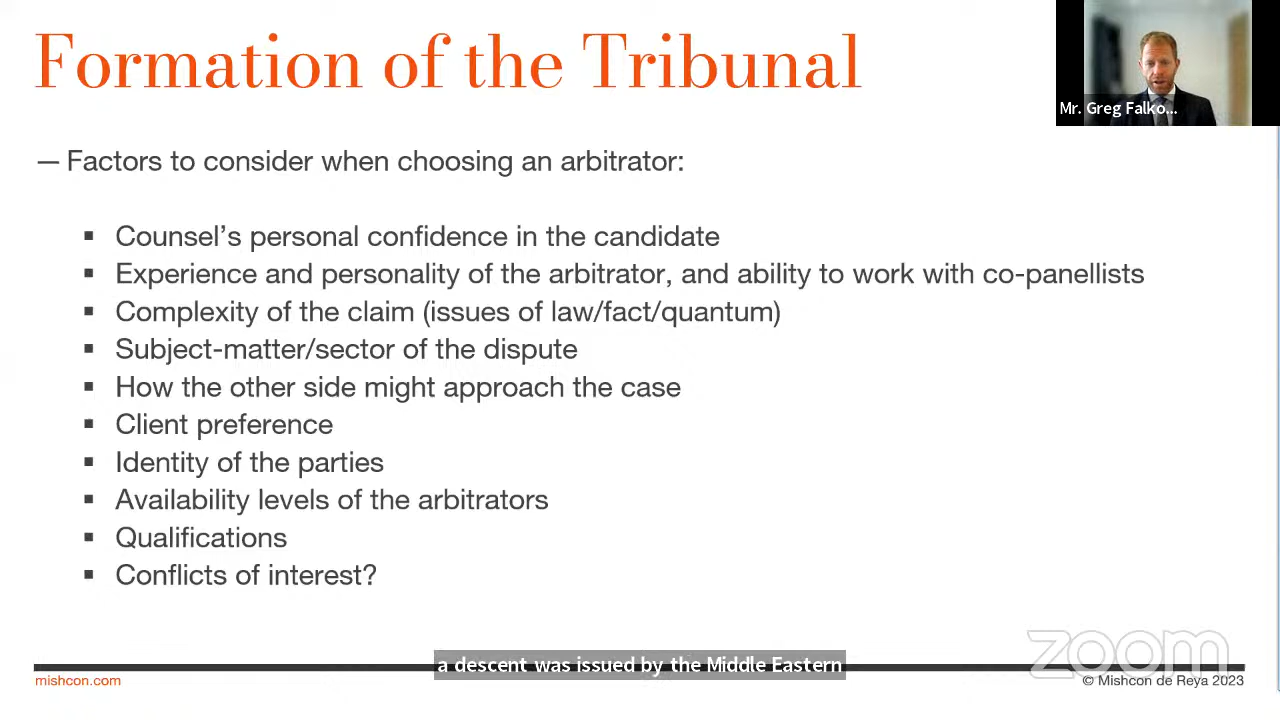 Formation of the Tribunal
Mr. Greg Falko...
— Factors to consider when choosing an arbitrator:
▪ Counsel's personal confidence in the candidate
▪ Experience and personality of the arbitrator, and ability to work with co-panellists
▪ Complexity of the claim (issues of law/fact/quantum)
▪ Subject-matter/sector of the dispute
▪ How the other side might approach the case
▪ Client preference
▪ Identity of the parties
▪ Availability levels of the arbitrators
▪ Qualifications
▪ Conflicts of interest?
zoom
a descent was issued by the Middle Eastern
mishcon.com
© Mishcon de Reya 2023